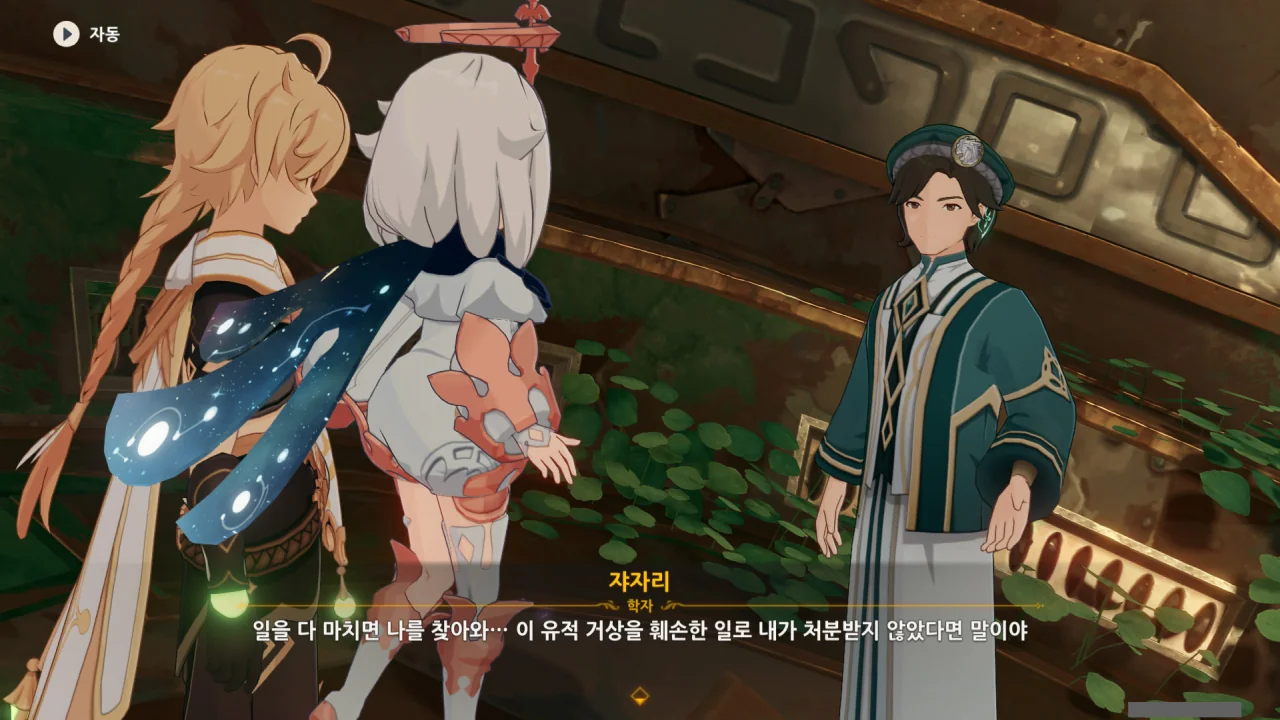 자동
쟈자리
학자
일을 다 마치면 나를 찾아와… 이 유적 거상을 훼손한 일로 내가 처분받지 않았다면 말이야